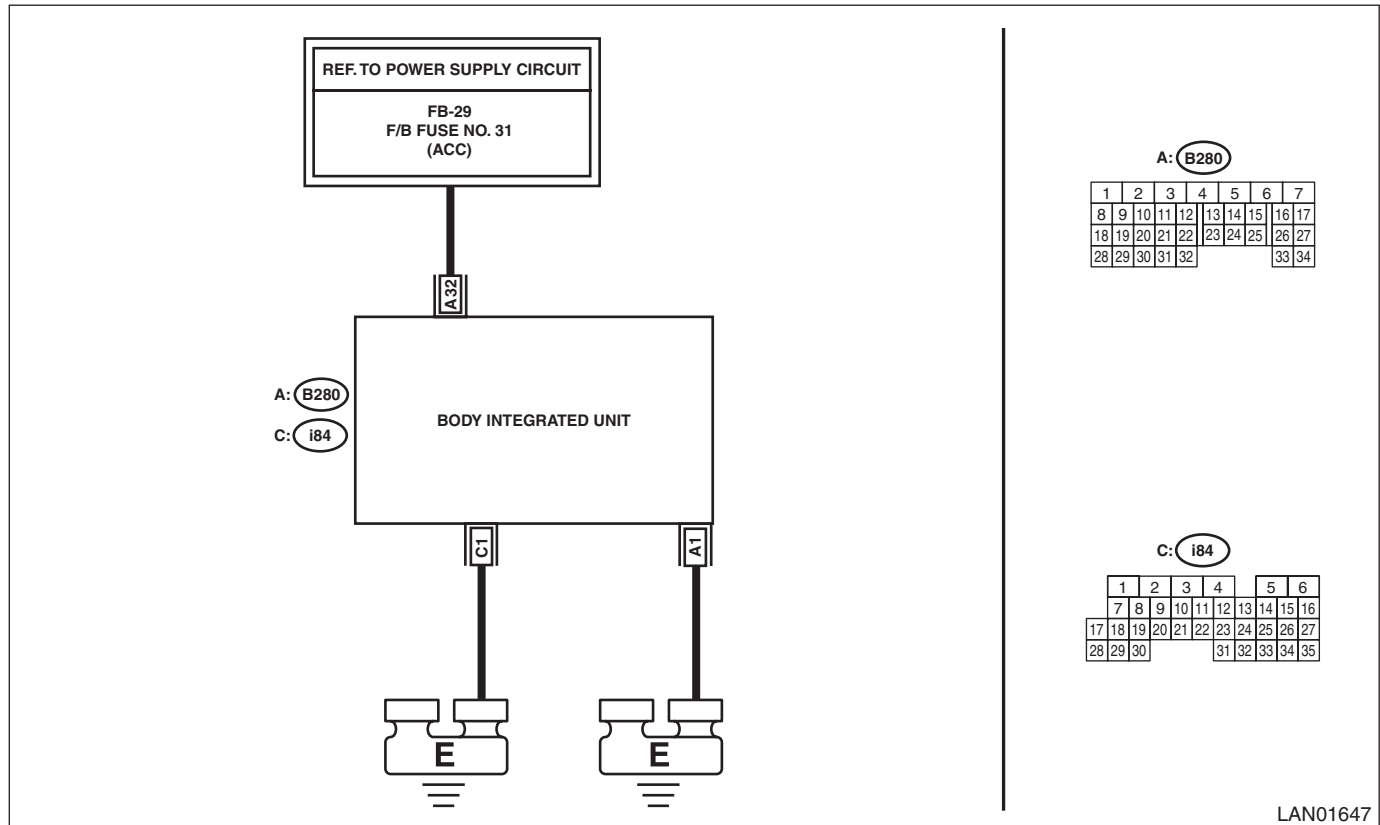 REF. TO POWER SUPPLY CIRCUIT
FB-29
F/B FUSE NO. 31
(ACC)
A32
A: B280
C: i84
BODY INTEGRATED UNIT
C1
A1
E
E
A: B280
1 2 3 4 5 6 7
8 9 10 11 12 13 14 15 16 17
18 19 20 21 22 23 24 25 26 27
28 29 30 31 32 33 34
C: i84
1 2 3 4 5 6
7 8 9 10 11 12 13 14 15 16
17 18 19 20 21 22 23 24 25 26 27
28 29 30 31 32 33 34 35
LAN01647